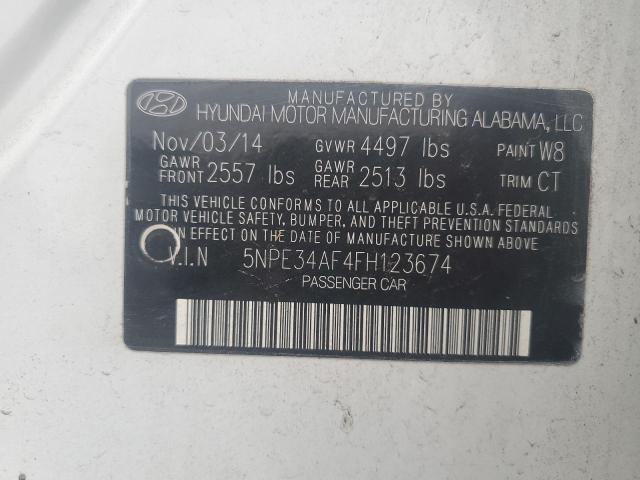 MANUFACTURED BY
HYUNDAI MOTOR MANUFACTURING ALABAMA, LLC
Nov/03/14 GVWR 4497 lbs PAINT W8
GAWR FRONT 2557 lbs GAWR REAR 2513 lbs TRIM CT
THIS VEHICLE CONFORMS TO ALL APPLICABLE U.S.A. FEDERAL
MOTOR VEHICLE SAFETY, BUMPER, AND THEFT PREVENTION STANDARDS
IN EFFECT ON THE DATE OF MANUFACTURE SHOWN ABOVE
V.I.N 5NPE34AF4FH123674
PASSENGER CAR